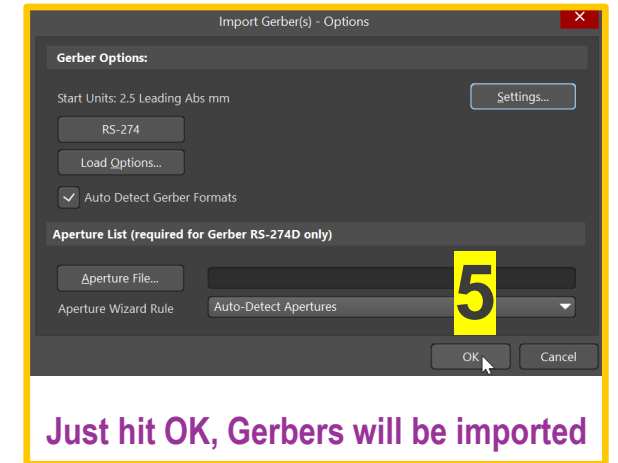 Import Gerber(s) - Options
Gerber Options:
Start Units: 2.5 Leading Abs mm
Settings...
RS-274
Load Options...
Auto Detect Gerber Formats
Aperture List (required for Gerber RS-274D only)
Aperture File...
5
Aperture Wizard Rule
Auto-Detect Apertures
OK
Cancel
Just hit OK, Gerbers will be imported